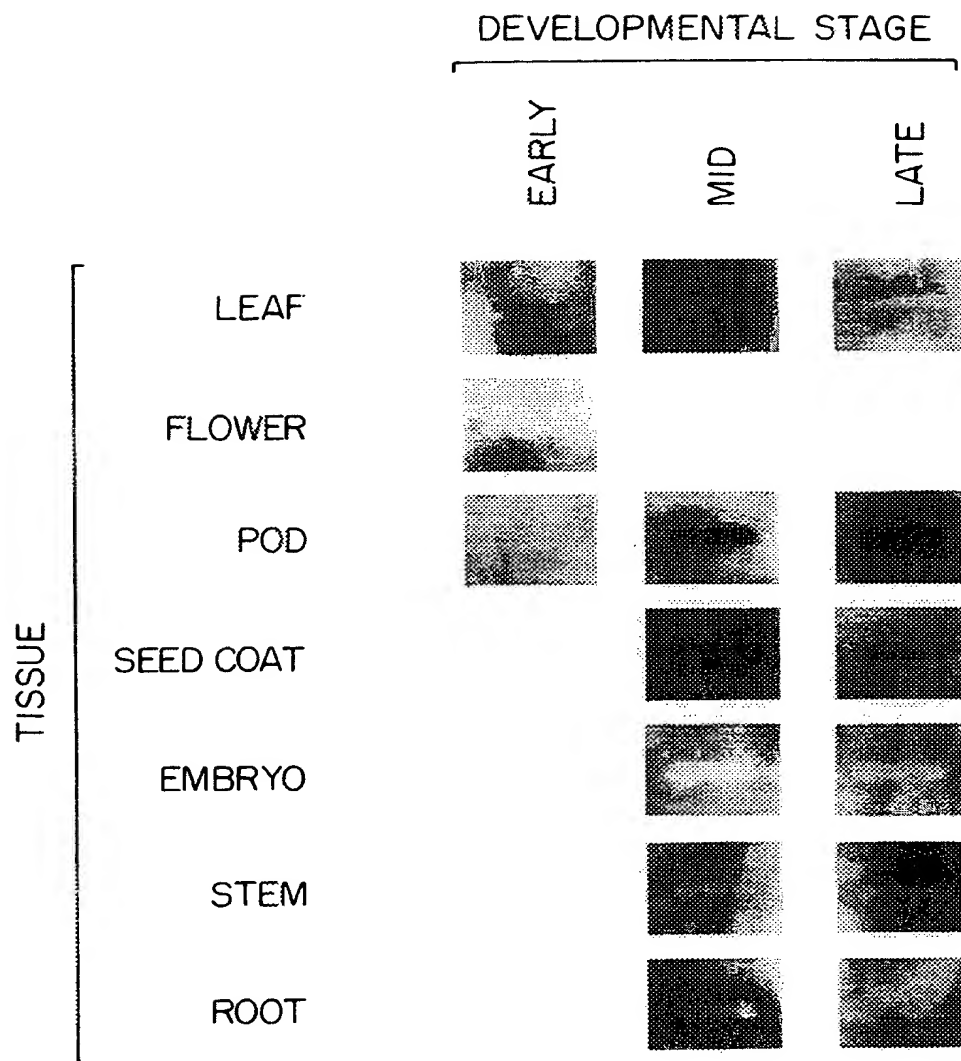 DEVELOPMENTAL STAGE
EARLY
MID
LATE
TISSUE
LEAF
FLOWER
POD
SEED COAT
EMBRYO
STEM
ROOT